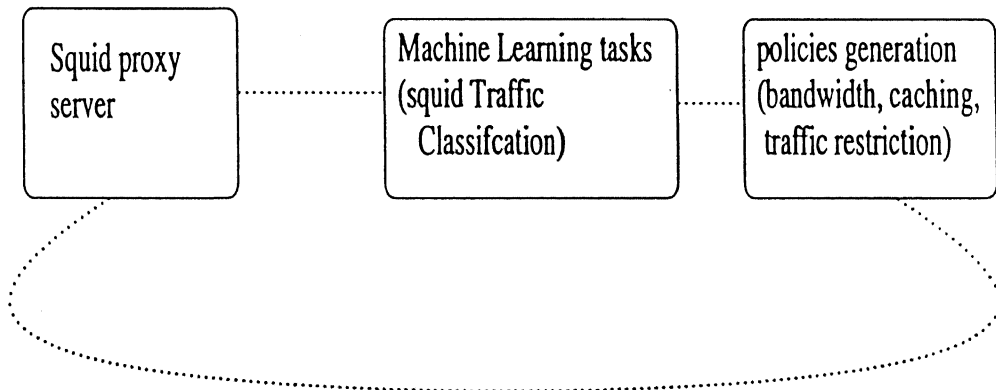 Squid proxy
server
Machine Learning tasks
(squid Traffic
Classifcation)
policies generation
(bandwidth, caching,
traffic restriction)